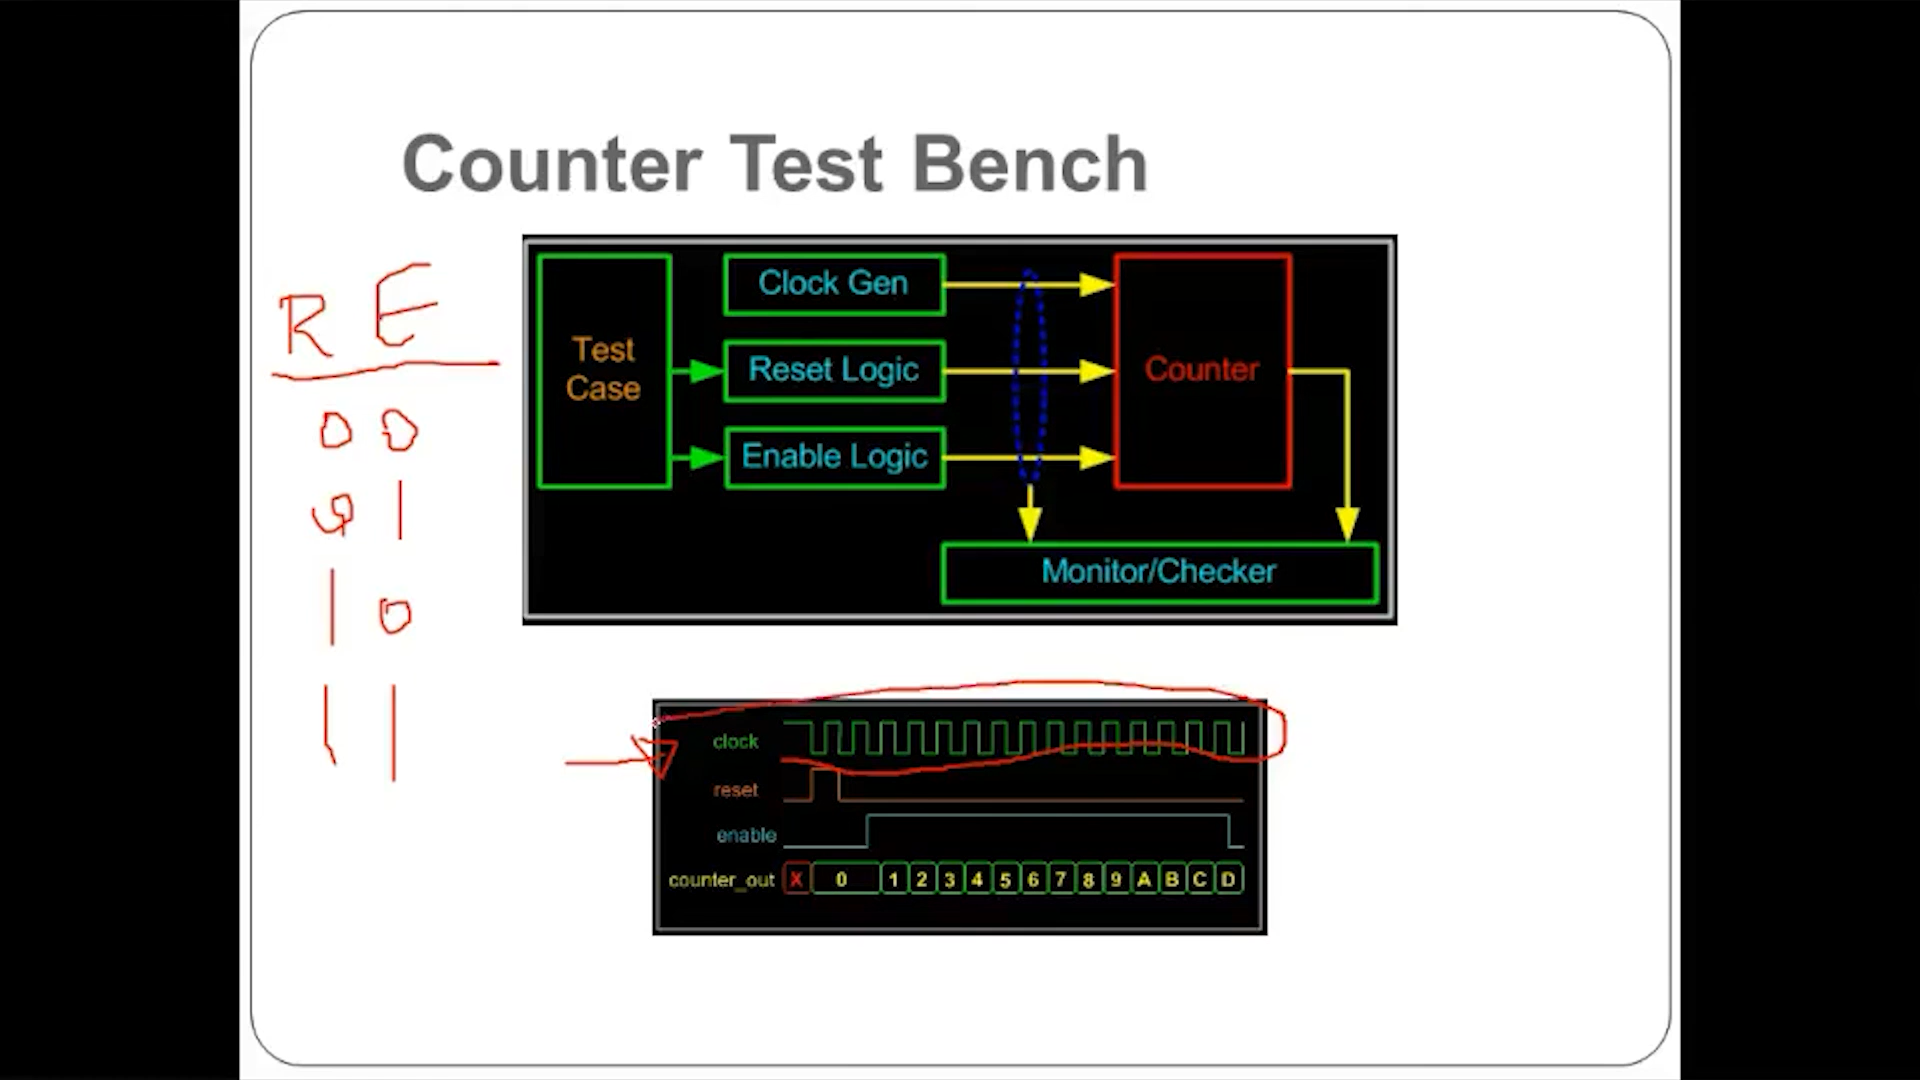 Counter Test Bench
R E
0 0
0 1
1 0
1 1
Test
Case
Clock Gen
Reset Logic
Enable Logic
Counter
Monitor/Checker
clock
reset
enable
counter_out X 0 1 2 3 4 5 6 7 8 9 A B C D